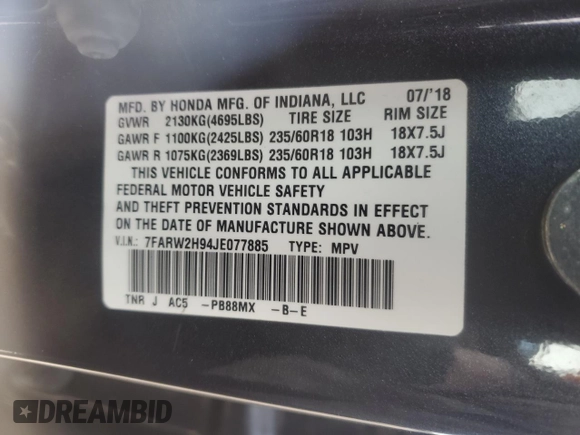 MFD. BY HONDA MFG. OF INDIANA, LLC 07/'18
GVWR 2130KG(4695LBS) TIRE SIZE RIM SIZE
GAWR F 1100KG(2425LBS) 235/60R18 103H 18X7.5J
GAWR R 1075KG(2369LBS) 235/60R18 103H 18X7.5J
THIS VEHICLE CONFORMS TO ALL APPLICABLE
FEDERAL MOTOR VEHICLE SAFETY
AND THEFT PREVENTION STANDARDS IN EFFECT
ON THE DATE OF MANUFACTURE SHOWN ABOVE.
V.I.N.: 7FARW2H94JE077885 TYPE: MPV
TNR J AC5 -PB88MX -B-E
DREAMBID